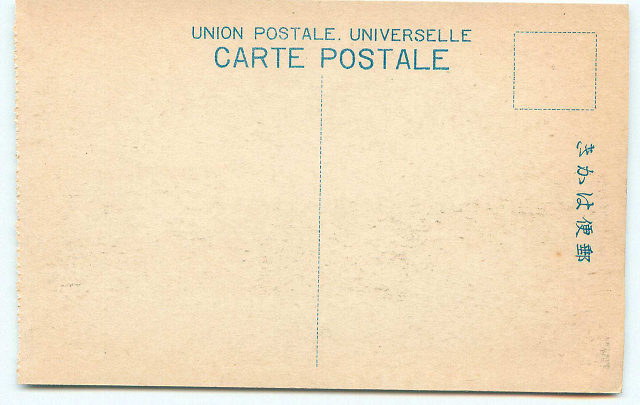 UNION POSTALE. UNIVERSELLE
CARTE POSTALE
郵便はかき